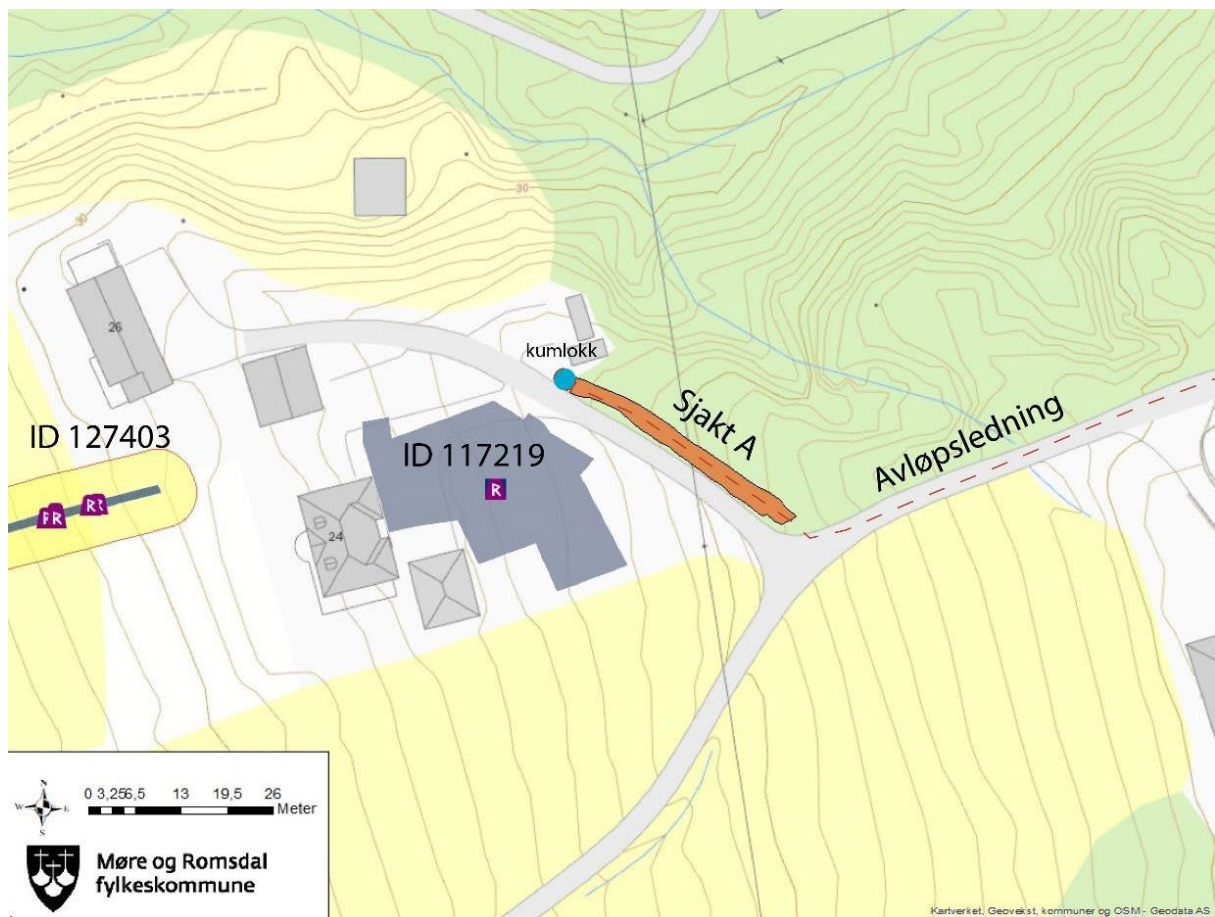 30
30
26
kumlokk
Sjakt A
ID 127403
ID 117219
Avløpsledning
R
R
R
24
N
W E
S
0 3,25 6,5 13 19,5 26
Meter
Møre og Romsdal
fylkeskommune
Kartverket, Geovekst, kommuner og OSM - Geodata AS